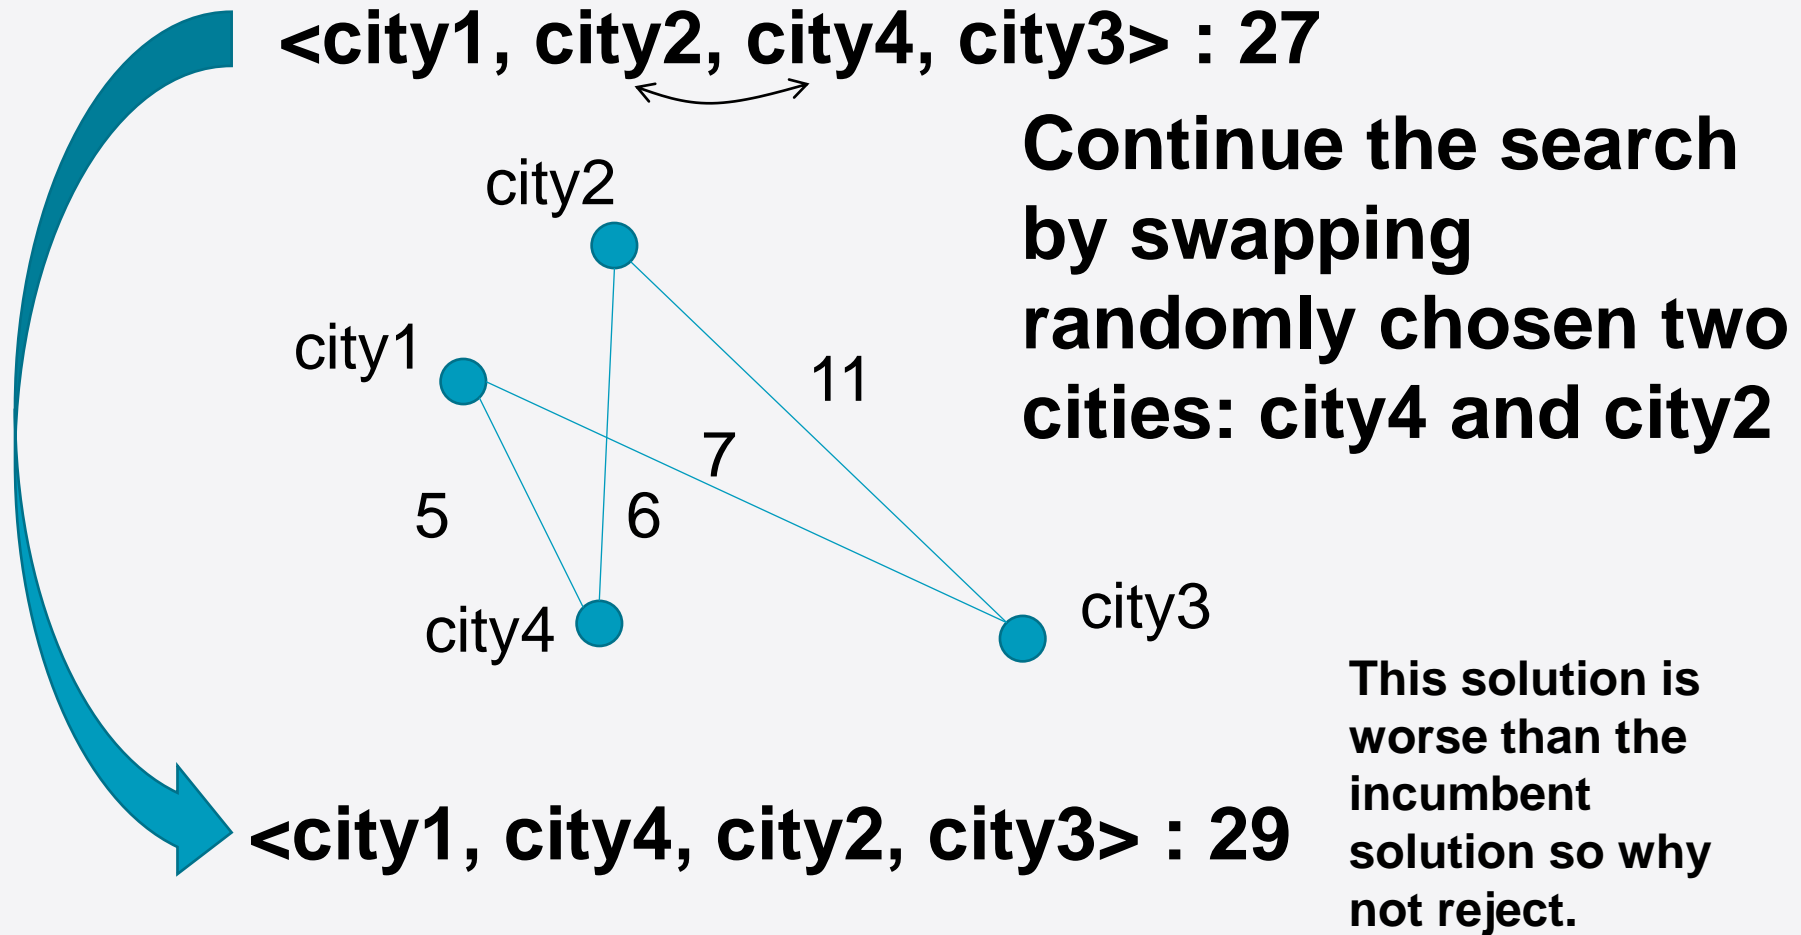 <city1, city2, city4, city3> : 27
Continue the search
by swapping
randomly chosen two
cities: city4 and city2
city2
city1
11
7
5
6
city4
city3
This solution is
worse than the
incumbent
solution so why
not reject.
<city1, city4, city2, city3> : 29